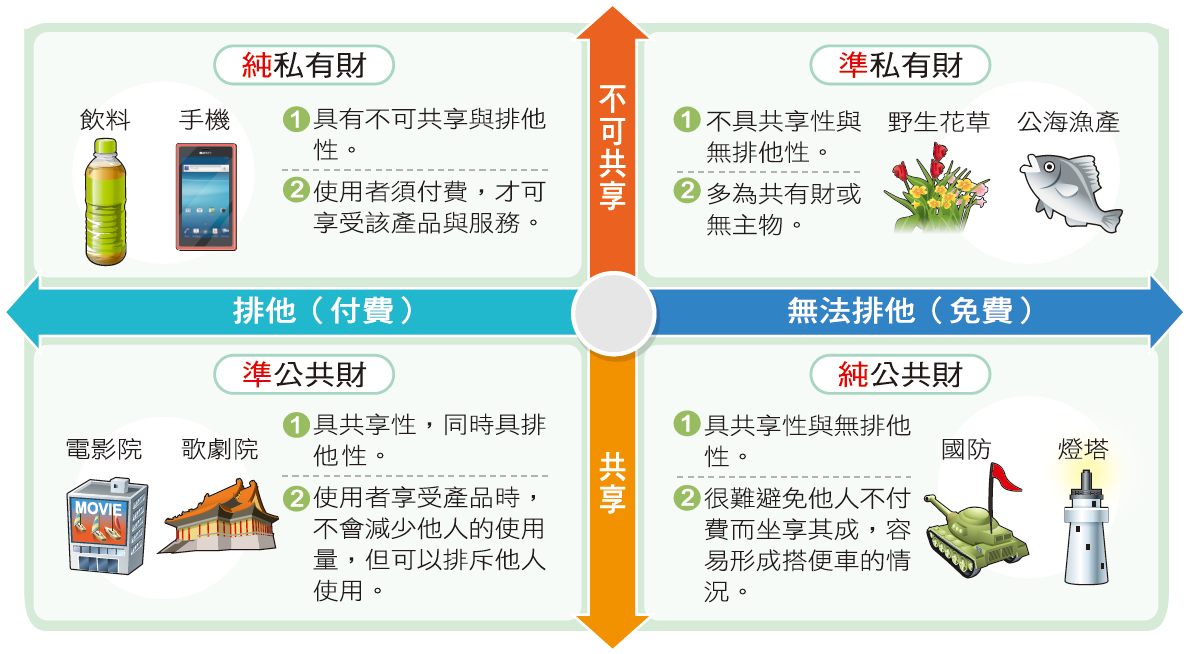 純私有財
飲料
手機
1 具有不可共享與排他
性。
2 使用者須付費，才可
享受該產品與服務。
不可共享
準私有財
1 不具共享性與
無排他性。
2 多為共有財或
無主物。
野生花草
公海漁產
排他（付費）
無法排他（免費）
準公共財
電影院
歌劇院
MOVIE
1 具共享性，同時具排
他性。
2 使用者享受產品時，
不會減少他人的使用
量，但可以排斥他人
使用。
共享
純公共財
1 具共享性與無排他
性。
2 很難避免他人不付
費而坐享其成，容
易形成搭便車的情
況。
國防
燈塔